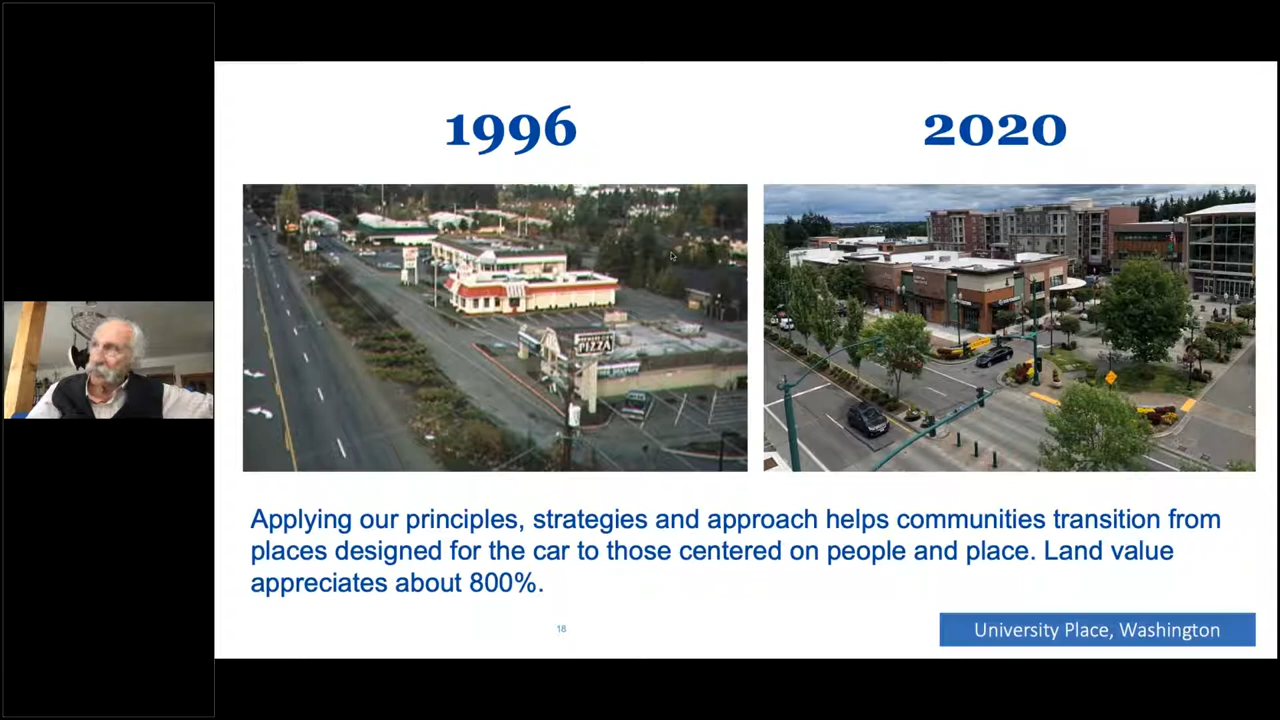 1996
2020
PIZZA
Applying our principles, strategies and approach helps communities transition from
places designed for the car to those centered on people and place. Land value
appreciates about 800%.
18
University Place, Washington